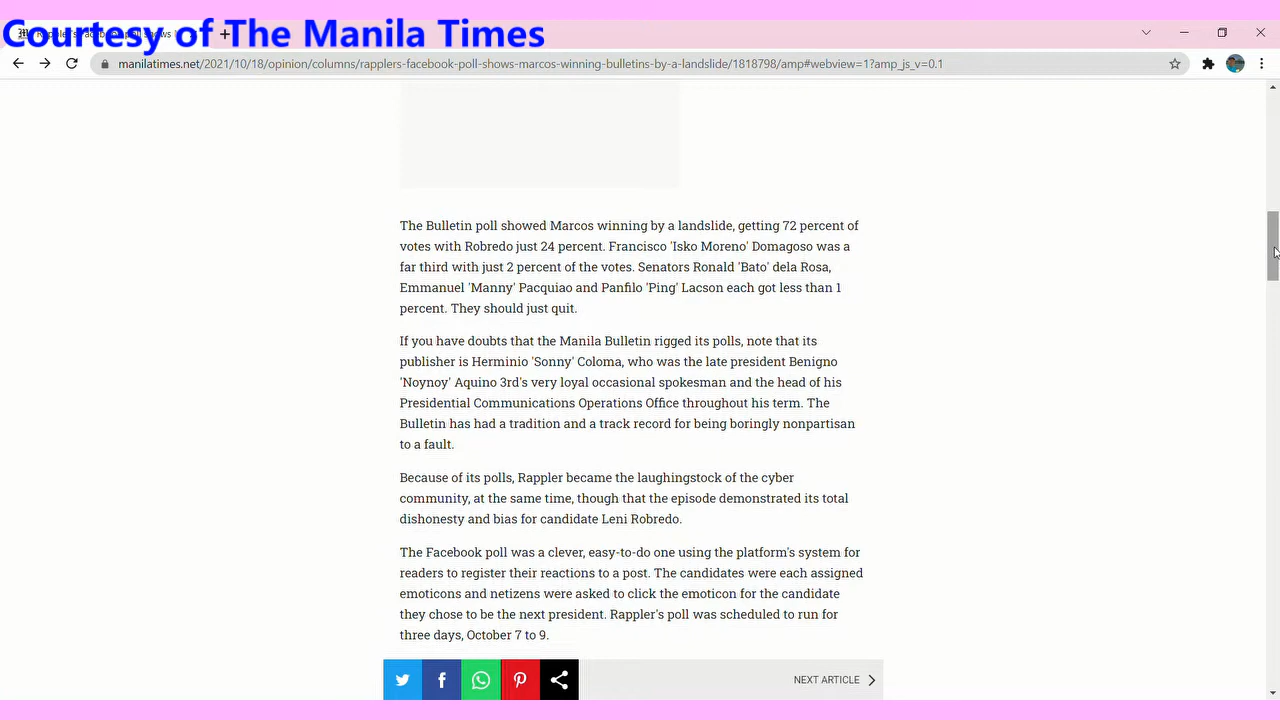 Courtesy of The Manila Times
manilatimes.net/2021/10/18/opinion/columns/rapplers-facebook-poll-shows-marcos-winning-bulletins-by-a-landslide/1818798/amp#webview=1?amp_js_v=0.1
The Bulletin poll showed Marcos winning by a landslide, getting 72 percent of
votes with Robredo just 24 percent. Francisco 'Isko Moreno' Domagoso was a
far third with just 2 percent of the votes. Senators Ronald 'Bato' dela Rosa,
Emmanuel 'Manny' Pacquiao and Panfilo 'Ping' Lacson each got less than 1
percent. They should just quit.
If you have doubts that the Manila Bulletin rigged its polls, note that its
publisher is Herminio 'Sonny' Coloma, who was the late president Benigno
'Noynoy' Aquino 3rd's very loyal occasional spokesman and the head of his
Presidential Communications Operations Office throughout his term. The
Bulletin has had a tradition and a track record for being boringly nonpartisan
to a fault.
Because of its polls, Rappler became the laughingstock of the cyber
community, at the same time, though that the episode demonstrated its total
dishonesty and bias for candidate Leni Robredo.
The Facebook poll was a clever, easy-to-do one using the platform's system for
readers to register their reactions to a post. The candidates were each assigned
emoticons and netizens were asked to click the emoticon for the candidate
they chose to be the next president. Rappler's poll was scheduled to run for
three days, October 7 to 9.
NEXT ARTICLE